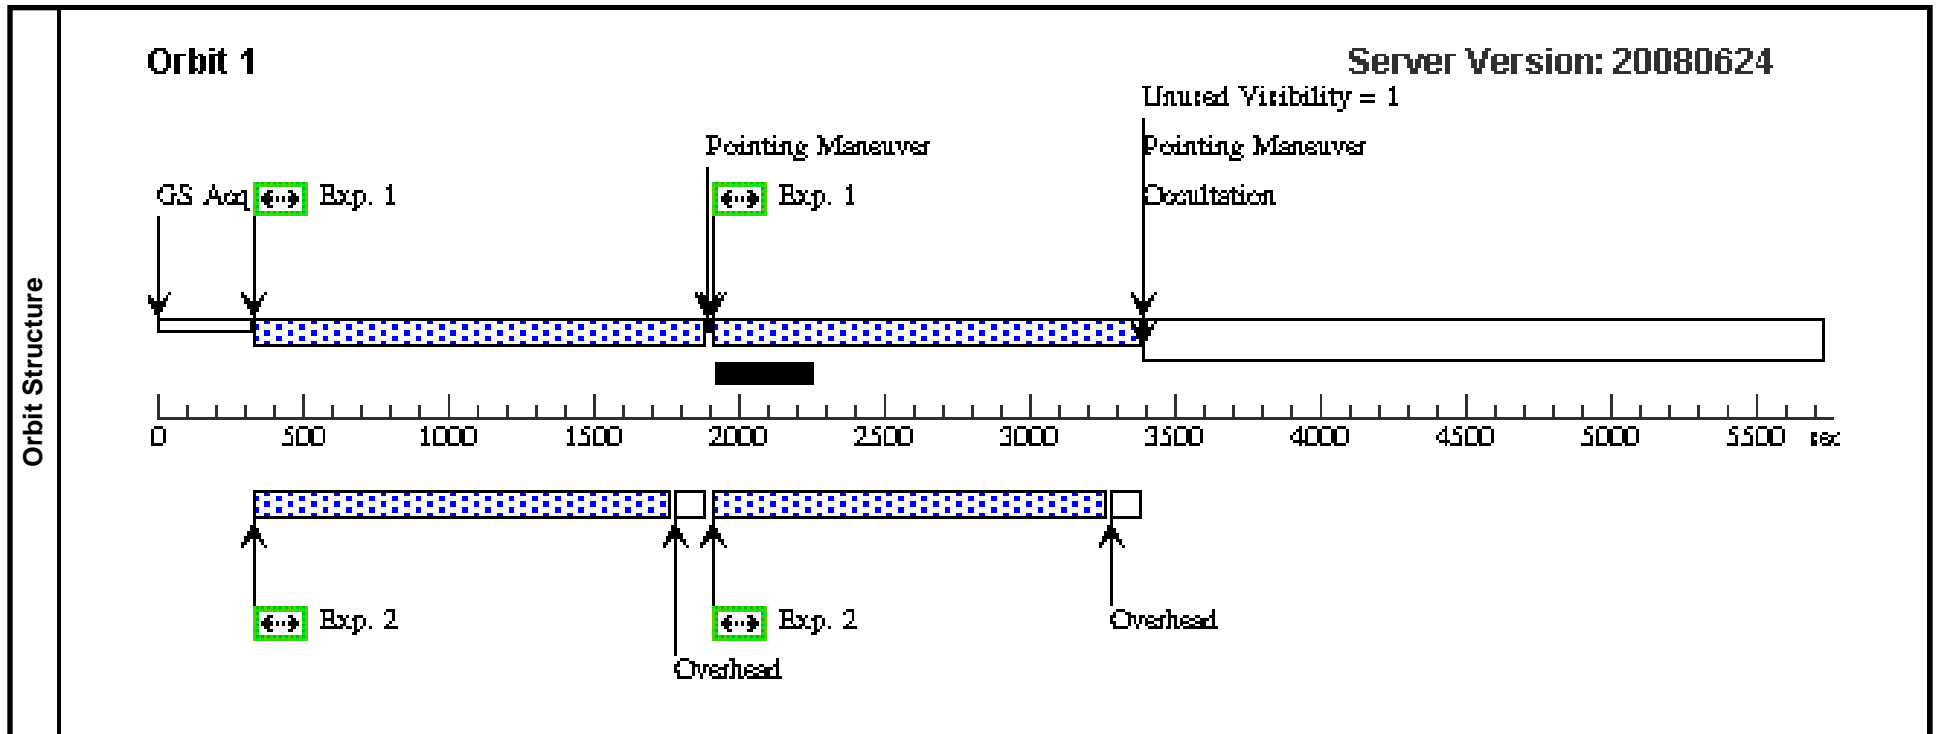 Orbit Structure
Orbit 1
Server Version: 20080624
Unused Visibility = 1
Pointing Maneuver
Pointing Maneuver
GS Acq
Exp. 1
Exp. 1
Occultation
0 500 1000 1500 2000 2500 3000 3500 4000 4500 5000 5500 sec
Exp. 2
Exp. 2
Overhead
Overhead